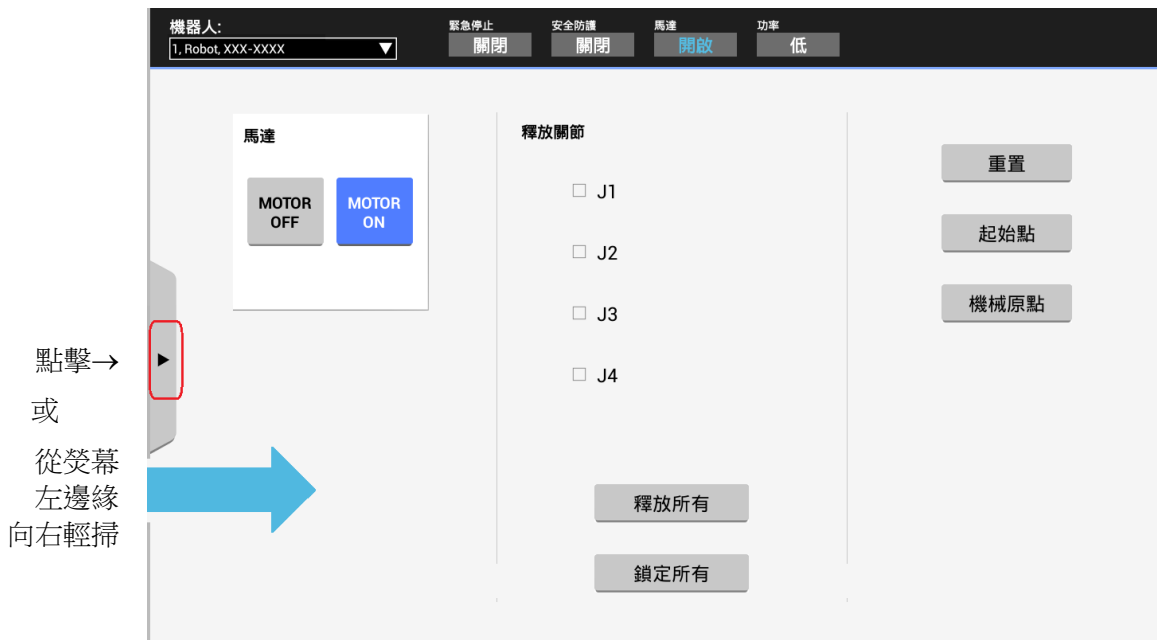 機器人:
1, Robot, XXX-XXXX
緊急停止
關閉
安全防護
關閉
馬達
開啟
功率
低
馬達
MOTOR
OFF
MOTOR
ON
釋放關節
J1
J2
J3
J4
釋放所有
鎖定所有
重置
起始點
機械原點
點擊→
或
從熒幕
左邊緣
向右輕掃